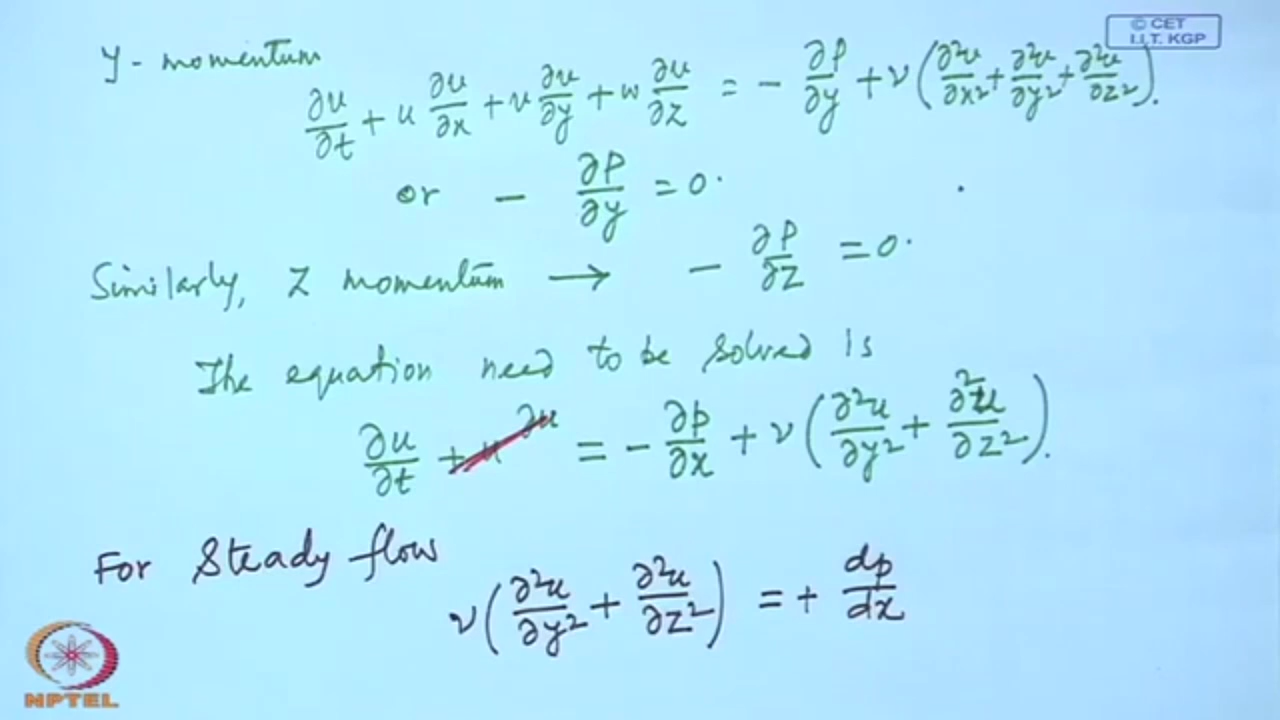 © CET
I.I.T. KGP
Y - momentum
∂v/∂t + u ∂v/∂x + v ∂v/∂y + w ∂v/∂z = - ∂p/∂y + ν(∂²v/∂x² + ∂²v/∂y² + ∂²v/∂z²).
or - ∂p/∂y = 0.
Similarly, Z momentum → - ∂p/∂z = 0.
The equation need to be solved is
∂u/∂t + u ∂u = - ∂p/∂x + ν(∂²u/∂y² + ∂²u/∂z²).
For Steady flow
ν(∂²u/∂y² + ∂²u/∂z²) = + dp/dx
NPTEL